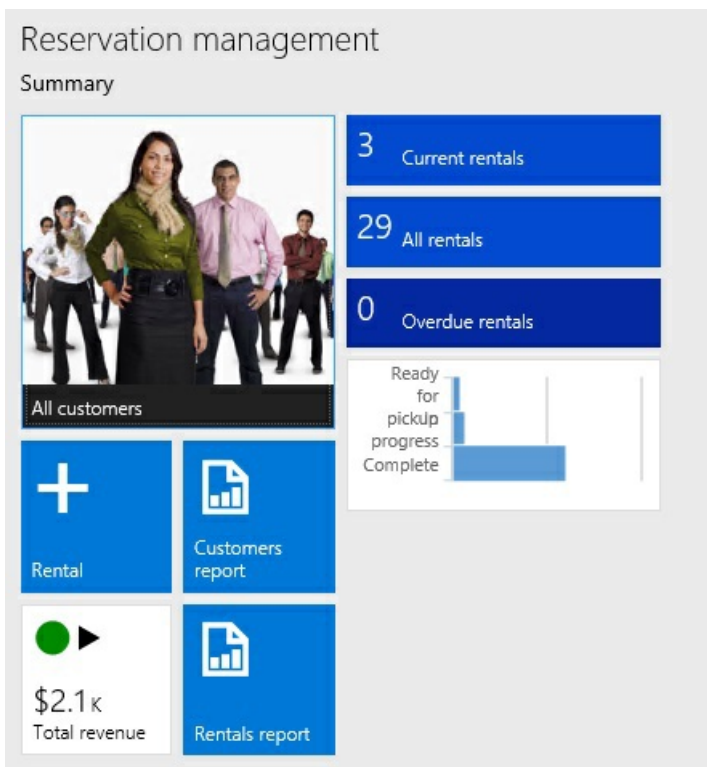 Reservation management
Summary
All customers
3 Current rentals
29 All rentals
0 Overdue rentals
Ready
for
pickup
progress
Complete
Rental
Customers
report
$2.1K
Total revenue
Rentals report